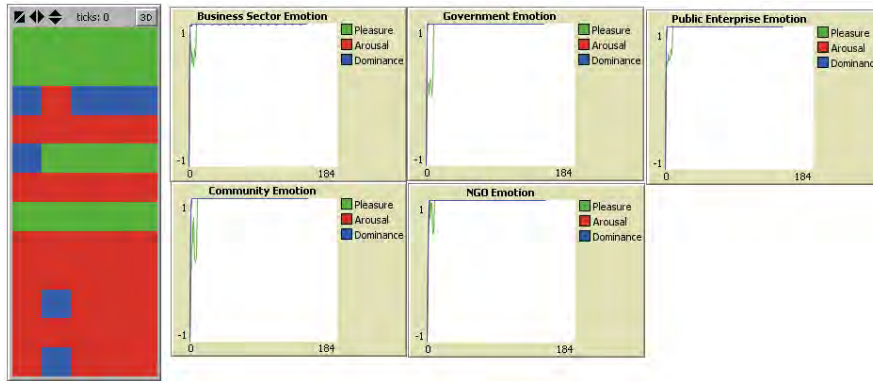 ticks: 0 3D
Business Sector Emotion
1
-1
0 184
Pleasure
Arousal
Dominance
Government Emotion
1
-1
0 184
Pleasure
Arousal
Dominance
Public Enterprise Emotion
1
-1
0 184
Pleasure
Arousal
Dominanc
Community Emotion
1
-1
0 184
Pleasure
Arousal
Dominance
NGO Emotion
1
-1
0 184
Pleasure
Arousal
Dominance